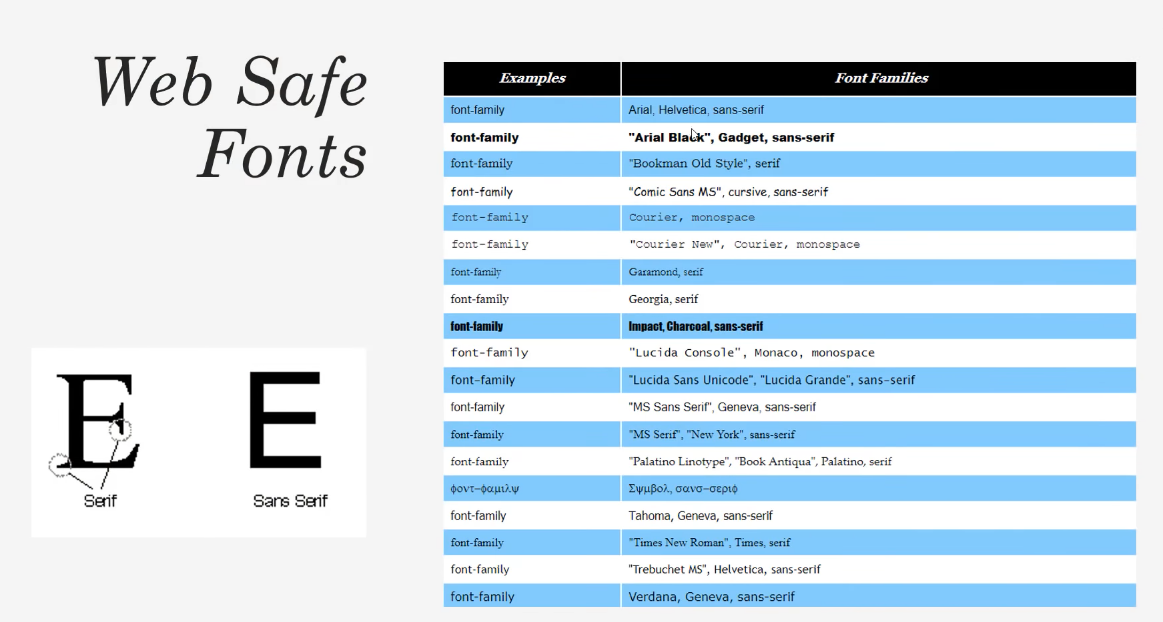 Web Safe
Fonts
Examples Font Families
font-family Arial, Helvetica, sans-serif
font-family "Arial Black", Gadget, sans-serif
font-family "Bookman Old Style", serif
font-family "Comic Sans MS", cursive, sans-serif
font-family Courier, monospace
font-family "Courier New", Courier, monospace
font-family Garamond, serif
font-family Georgia, serif
font-family Impact, Charcoal, sans-serif
font-family "Lucida Console", Monaco, monospace
font-family "Lucida Sans Unicode", "Lucida Grande", sans-serif
font-family "MS Sans Serif", Geneva, sans-serif
font-family "MS Serif", "New York", sans-serif
font-family "Palatino Linotype", "Book Antiqua", Palatino, serif
φοντ−φαμιλψ Σψμβολ, σανσ−σεριφ
font-family Tahoma, Geneva, sans-serif
font-family "Times New Roman", Times, serif
font-family "Trebuchet MS", Helvetica, sans-serif
font-family Verdana, Geneva, sans-serif
E E
Serif Sans Serif